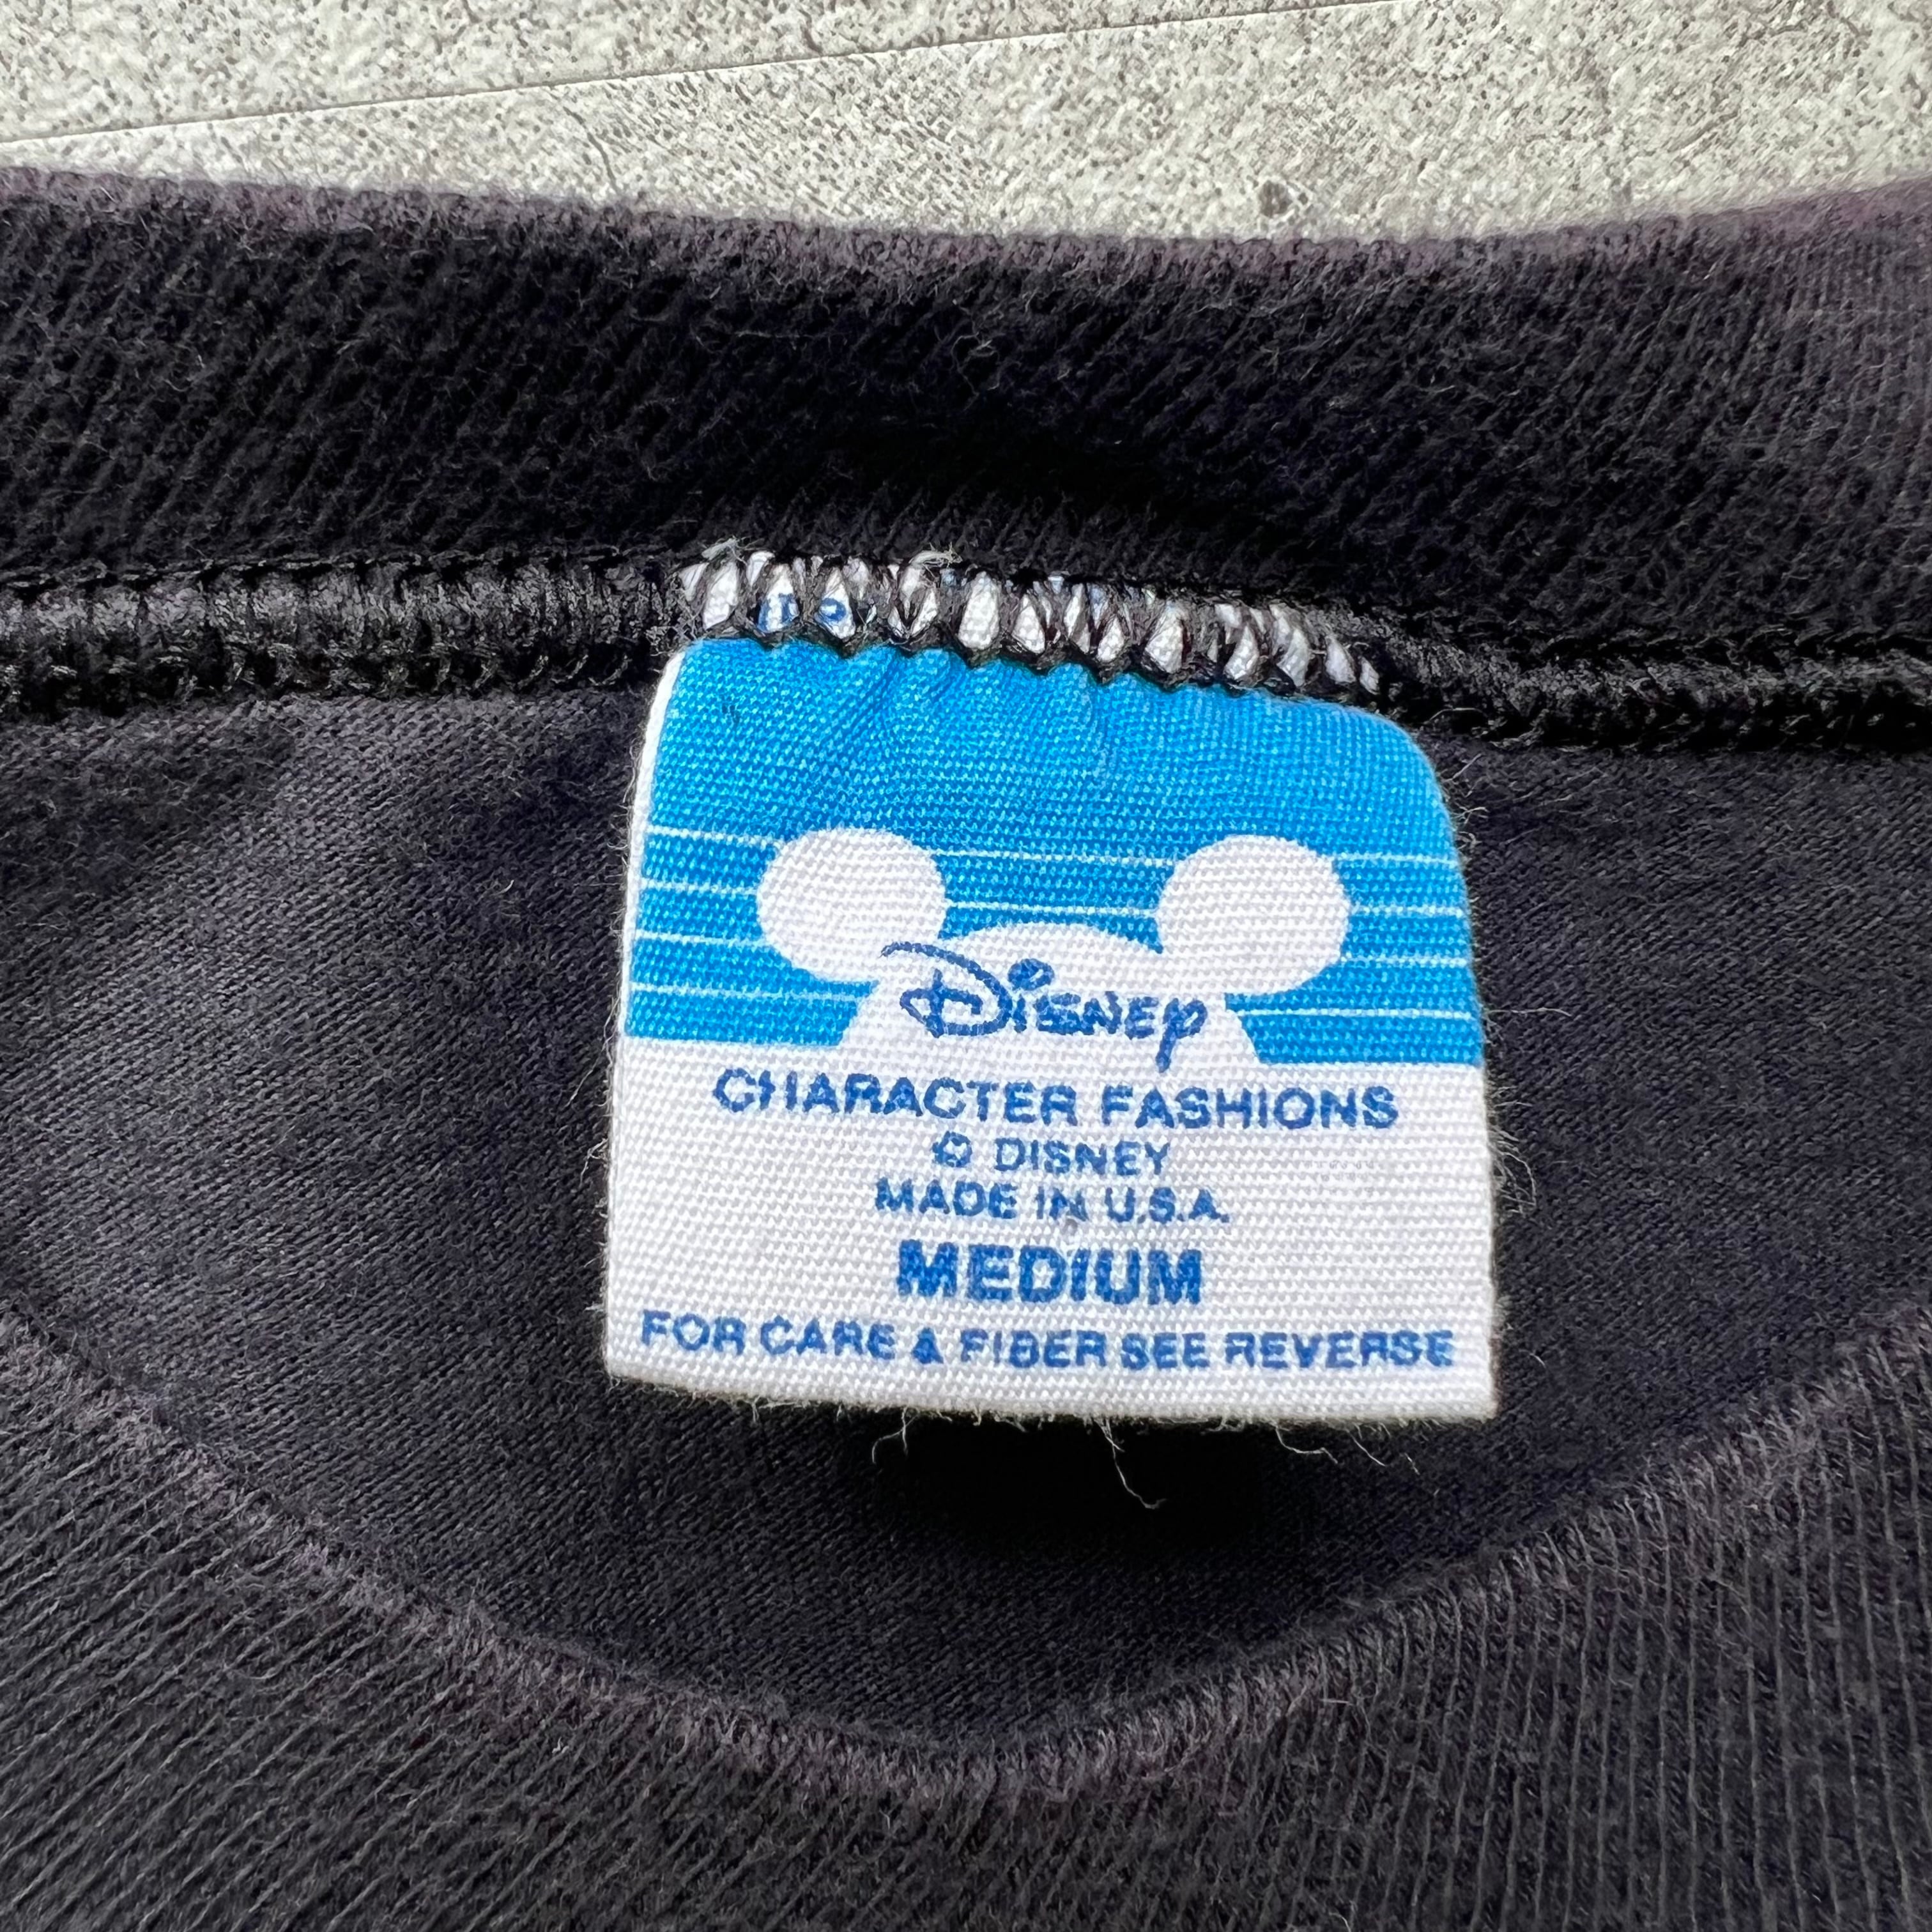 Disney
CHARACTER FASHIONS
© DISNEY
MADE IN U.S.A.
MEDIUM
FOR CARE & FIBER SEE REVERSE